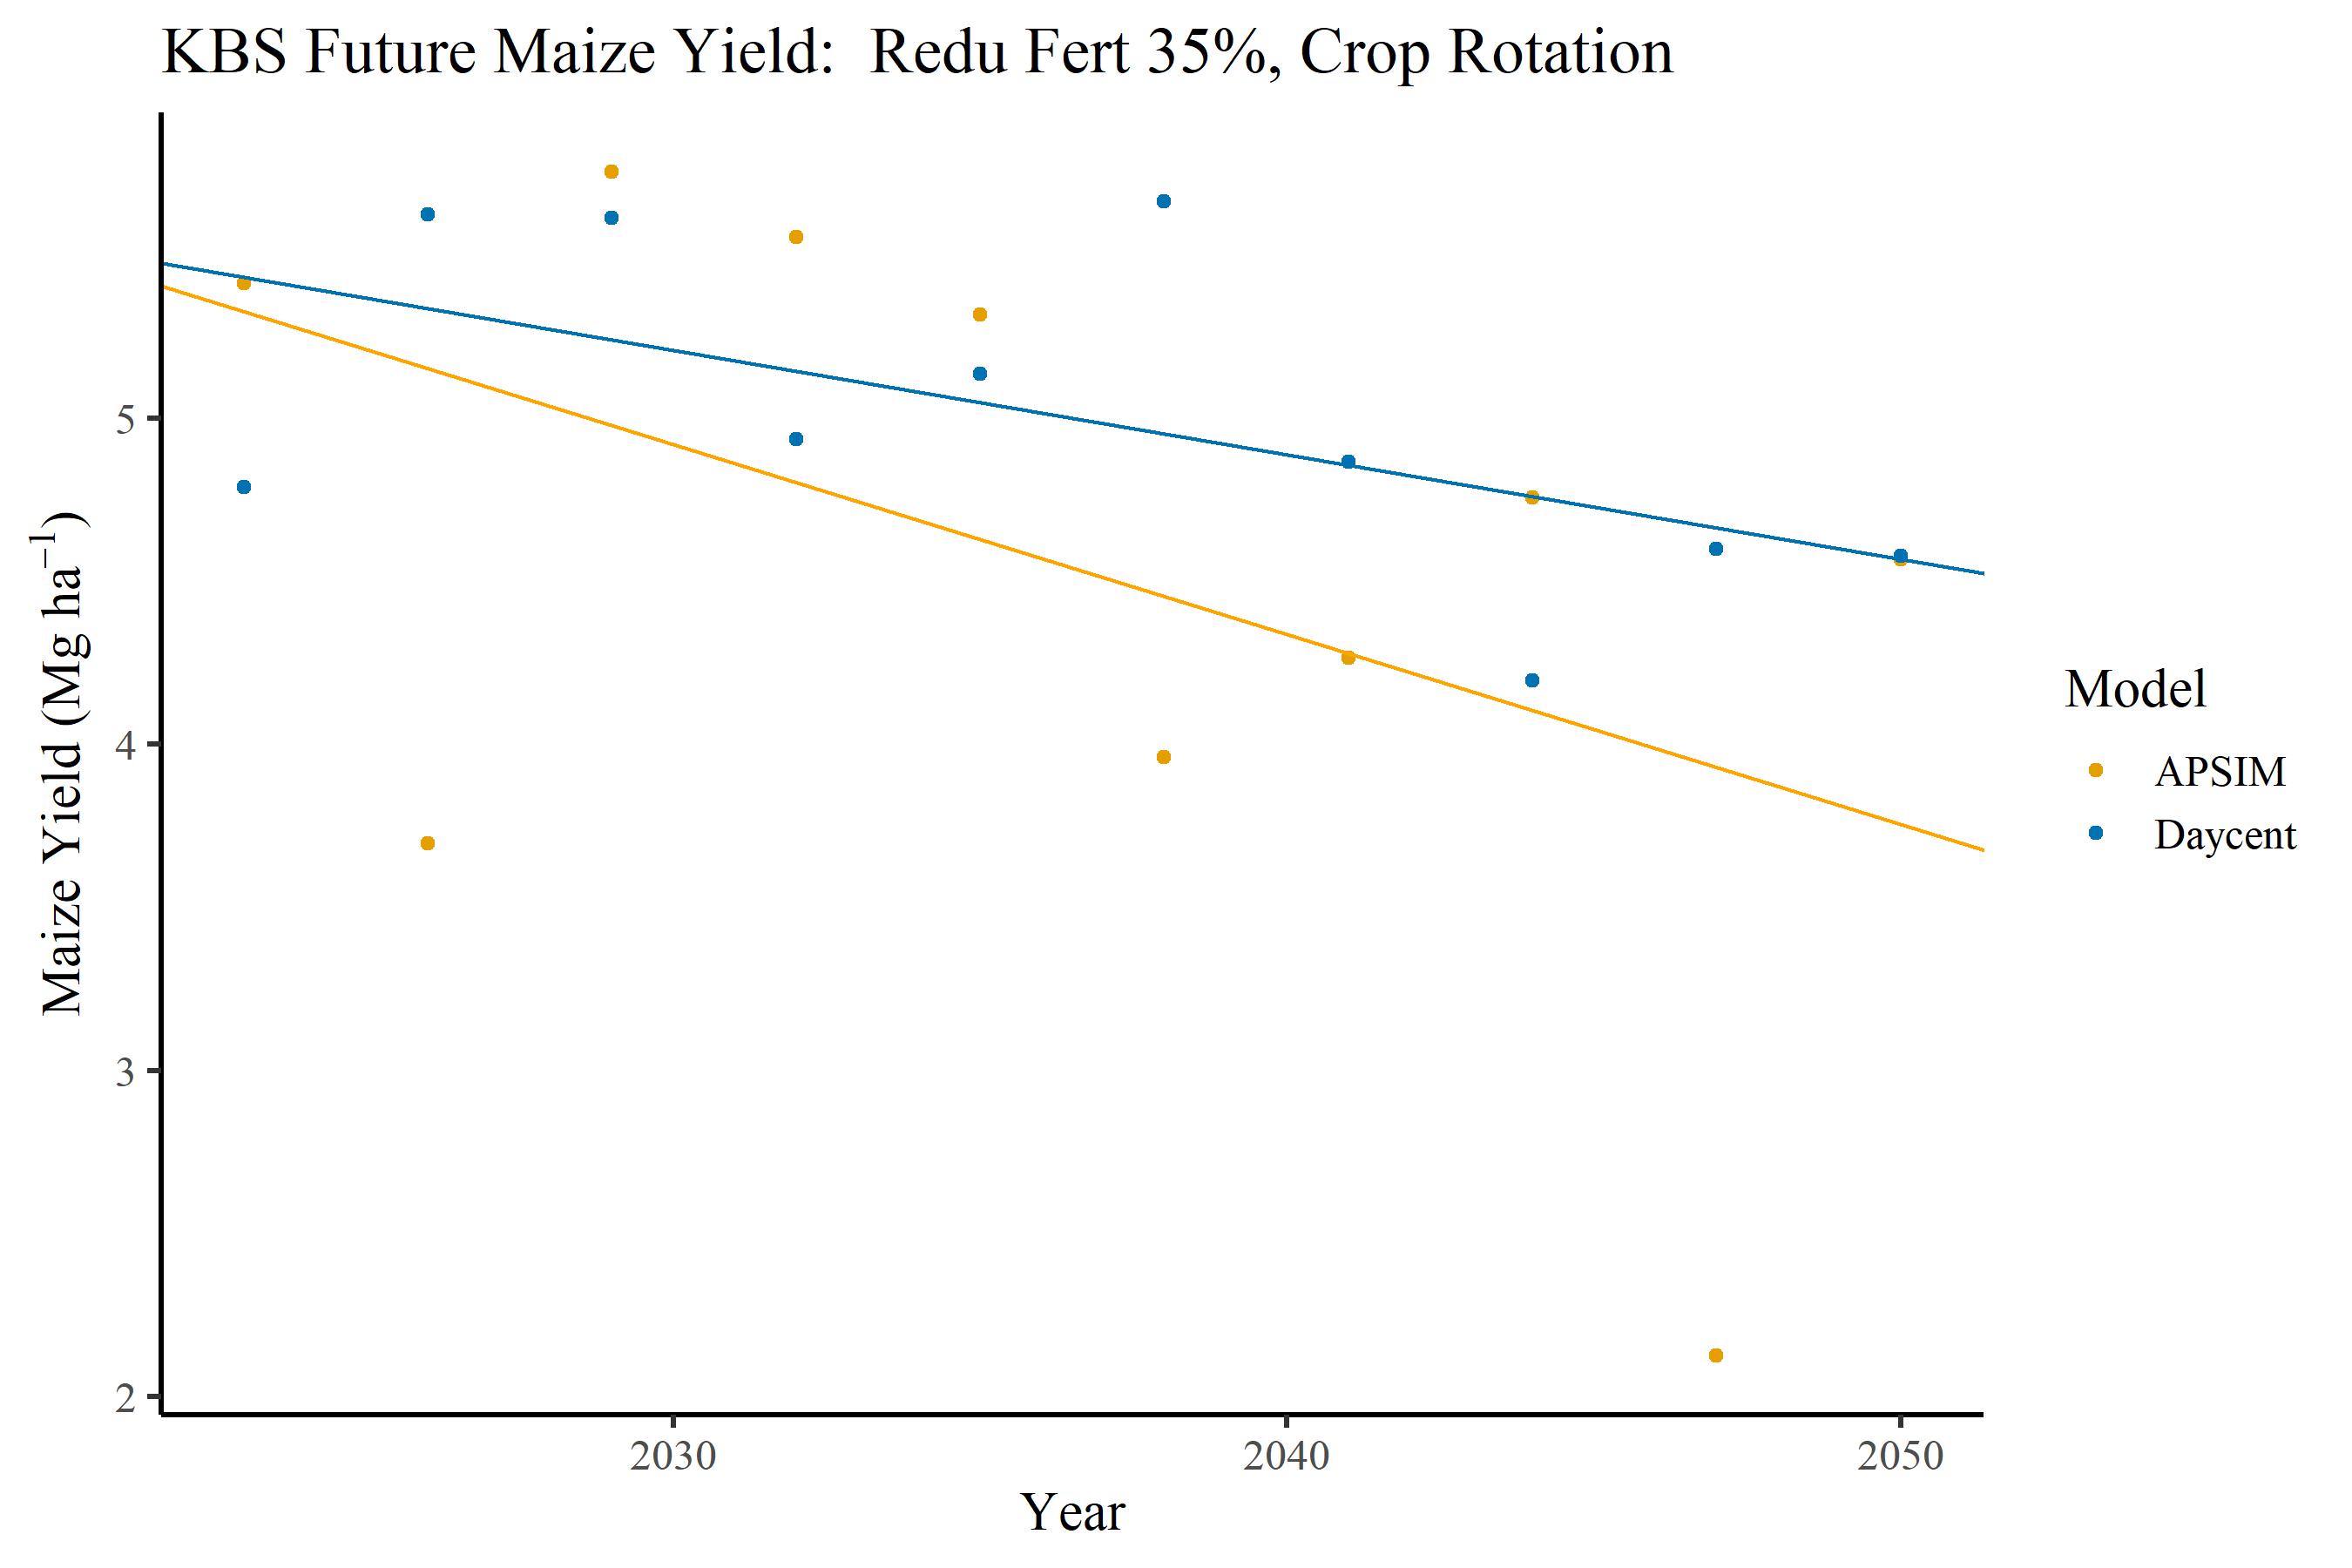 KBS Future Maize Yield:  Redu Fert 35%, Crop Rotation
Maize Yield (Mg ha⁻¹)
5
4
3
2
2030
2040
2050
Year
Model
APSIM
Daycent